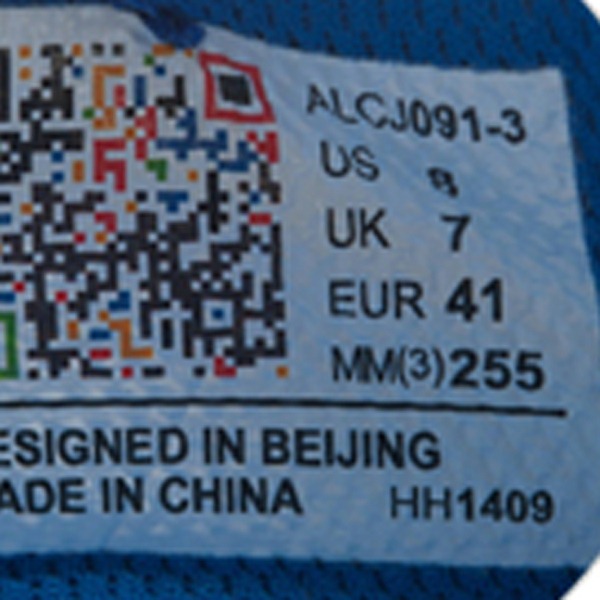 ALCJ091-3
US 8
UK 7
EUR 41
MM(3)255
ESIGNED IN BEIJING
ADE IN CHINA HH1409